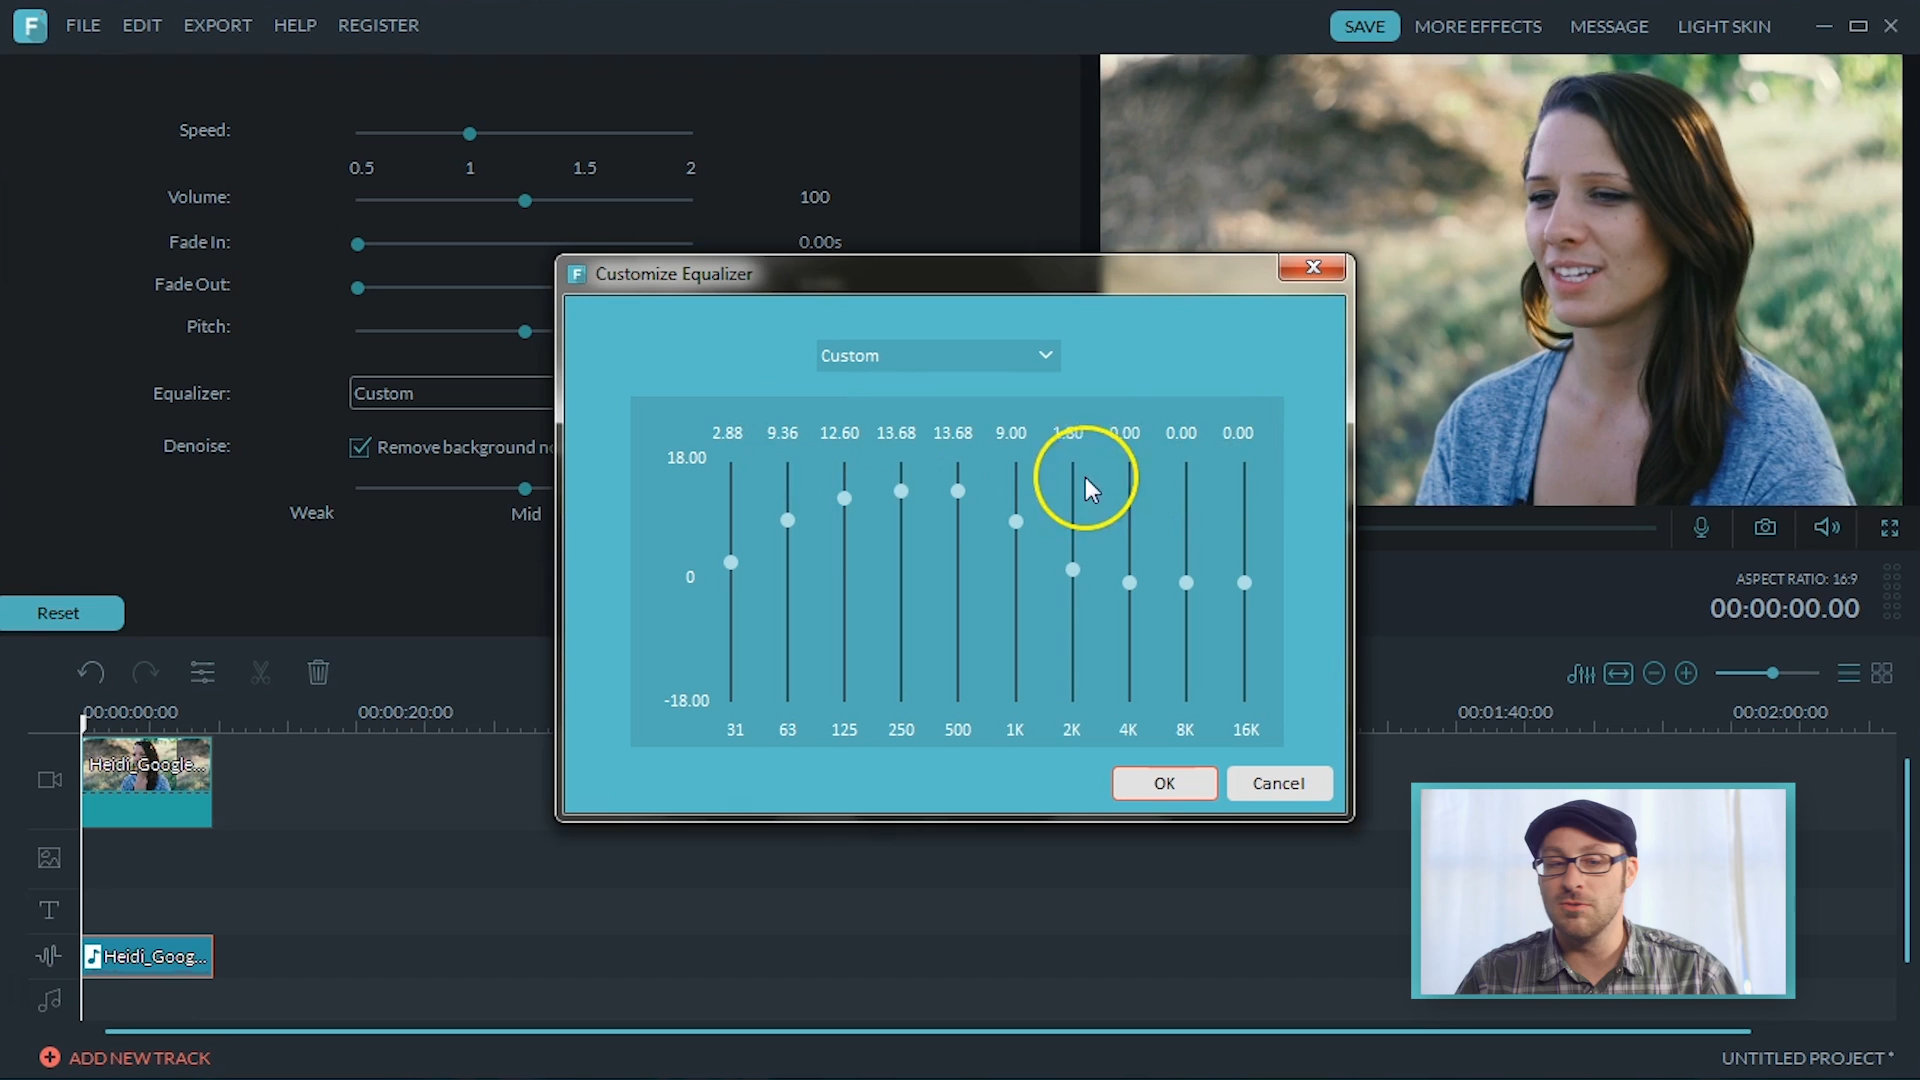 F FILE EDIT EXPORT HELP REGISTER SAVE MORE EFFECTS MESSAGE LIGHT SKIN
Speed:
0.5 1 1.5 2
Volume: 100
Fade In: 0.00s
Fade Out:
Pitch:
Equalizer: Custom
Denoise: Remove background no
Weak Mid
Reset
F Customize Equalizer
Custom
2.88 9.36 12.60 13.68 13.68 9.00 1.80 0.00 0.00 0.00
18.00
0
-18.00
31 63 125 250 500 1K 2K 4K 8K 16K
OK Cancel
ASPECT RATIO: 16:9
00:00:00.00
00:00:00:00 00:00:20:00 00:01:40:00 00:02:00:00
Heidi_Google...
Heidi_Goog...
ADD NEW TRACK UNTITLED PROJECT *